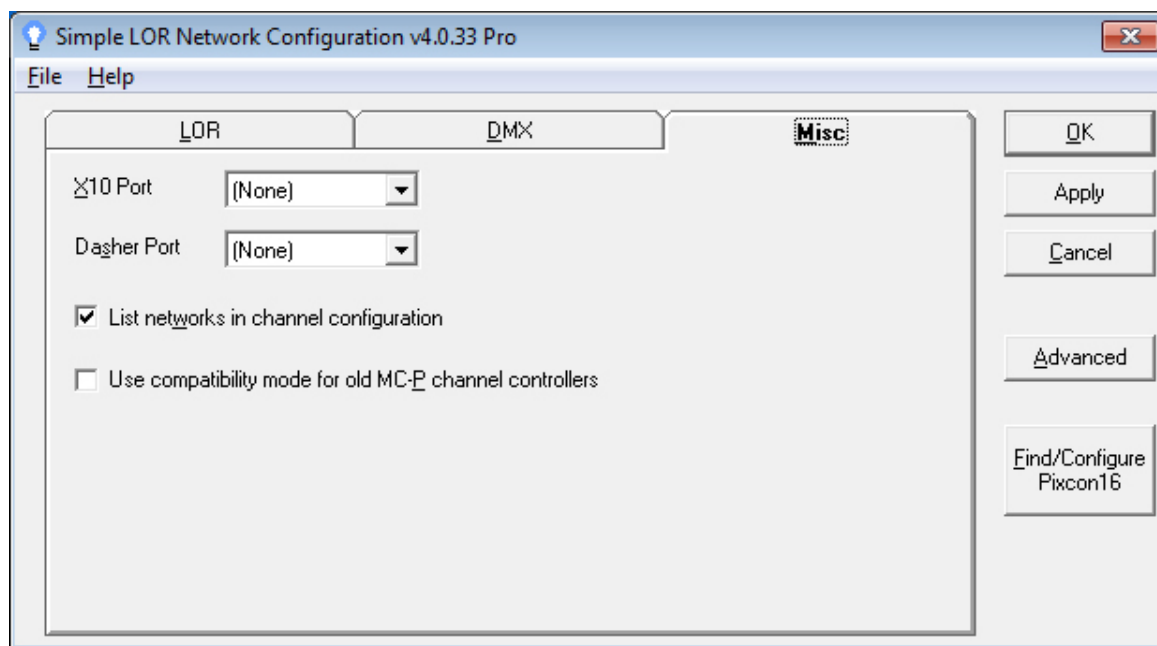 Simple LOR Network Configuration v4.0.33 Pro
File Help
LOR DMX Misc
OK
X10 Port (None)
Apply
Dasher Port (None)
Cancel
List networks in channel configuration
Advanced
Use compatibility mode for old MC-P channel controllers
Find/Configure
Pixcon16